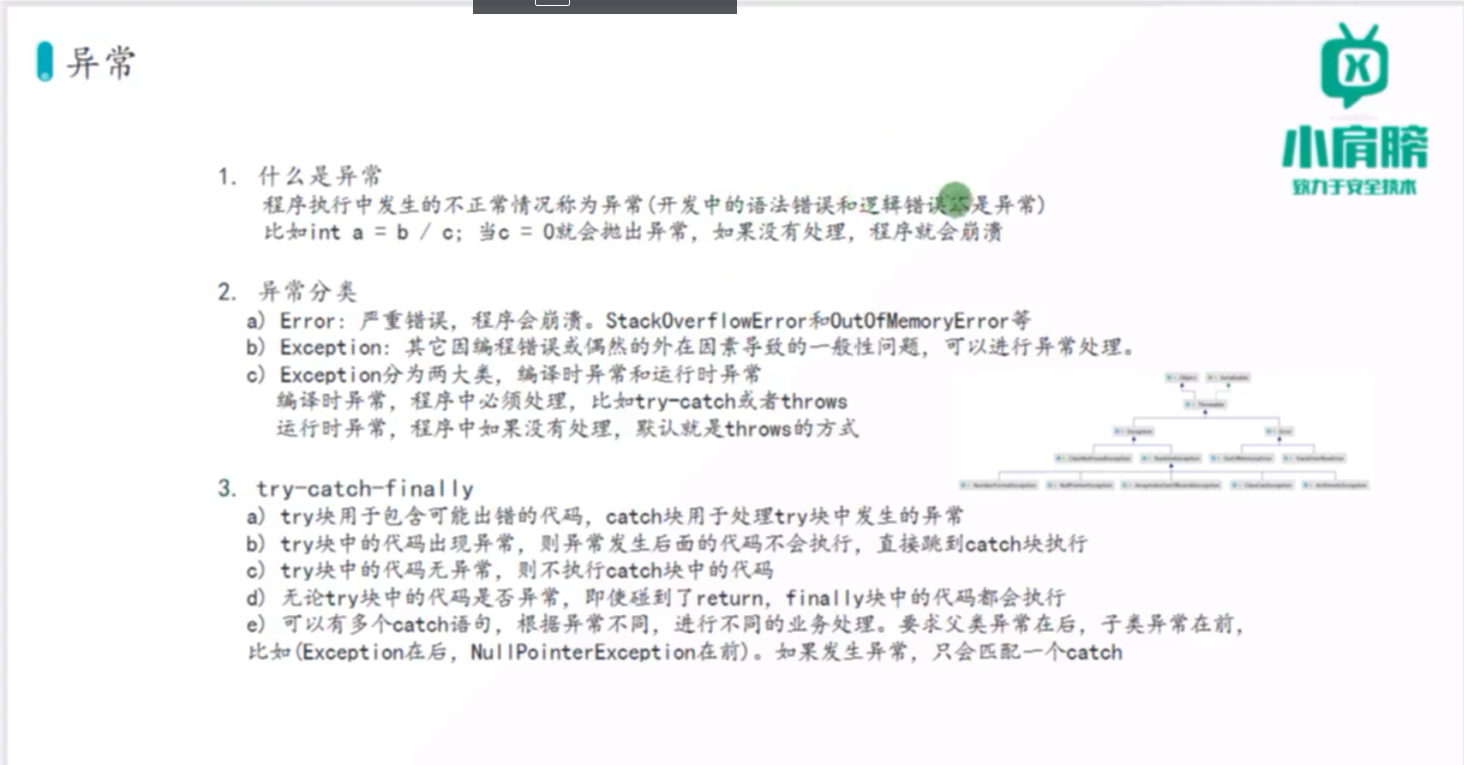 异常
小肩膀
致力于安全技术
1. 什么是异常
程序执行中发生的不正常情况称为异常(开发中的语法错误和逻辑错误不是异常)
比如int a = b / c; 当c = 0就会抛出异常, 如果没有处理, 程序就会崩溃
2. 异常分类
a) Error: 严重错误, 程序会崩溃。StackOverflowError和OutOfMemoryError等
b) Exception: 其它因编程错误或偶然的外在因素导致的一般性问题, 可以进行异常处理。
c) Exception分为两大类, 编译时异常和运行时异常
编译时异常, 程序中必须处理, 比如try-catch或者throws
运行时异常, 程序中如果没有处理, 默认就是throws的方式
Object
Serializable
Throwable
Exception
Error
ClassNotFoundException
RuntimeException
OutOfMemoryError
NumberFormatException
NullPointerException
ClassCastException
ArithmeticException
3. try-catch-finally
a) try块用于包含可能出错的代码, catch块用于处理try块中发生的异常
b) try块中的代码出现异常, 则异常发生后面的代码不会执行, 直接跳到catch块执行
c) try块中的代码无异常, 则不执行catch块中的代码
d) 无论try块中的代码是否异常, 即使碰到了return, finally块中的代码都会执行
e) 可以有多个catch语句, 根据异常不同, 进行不同的业务处理。要求父类异常在后, 子类异常在前,
比如(Exception在后, NullPointerException在前)。如果发生异常, 只会匹配一个catch